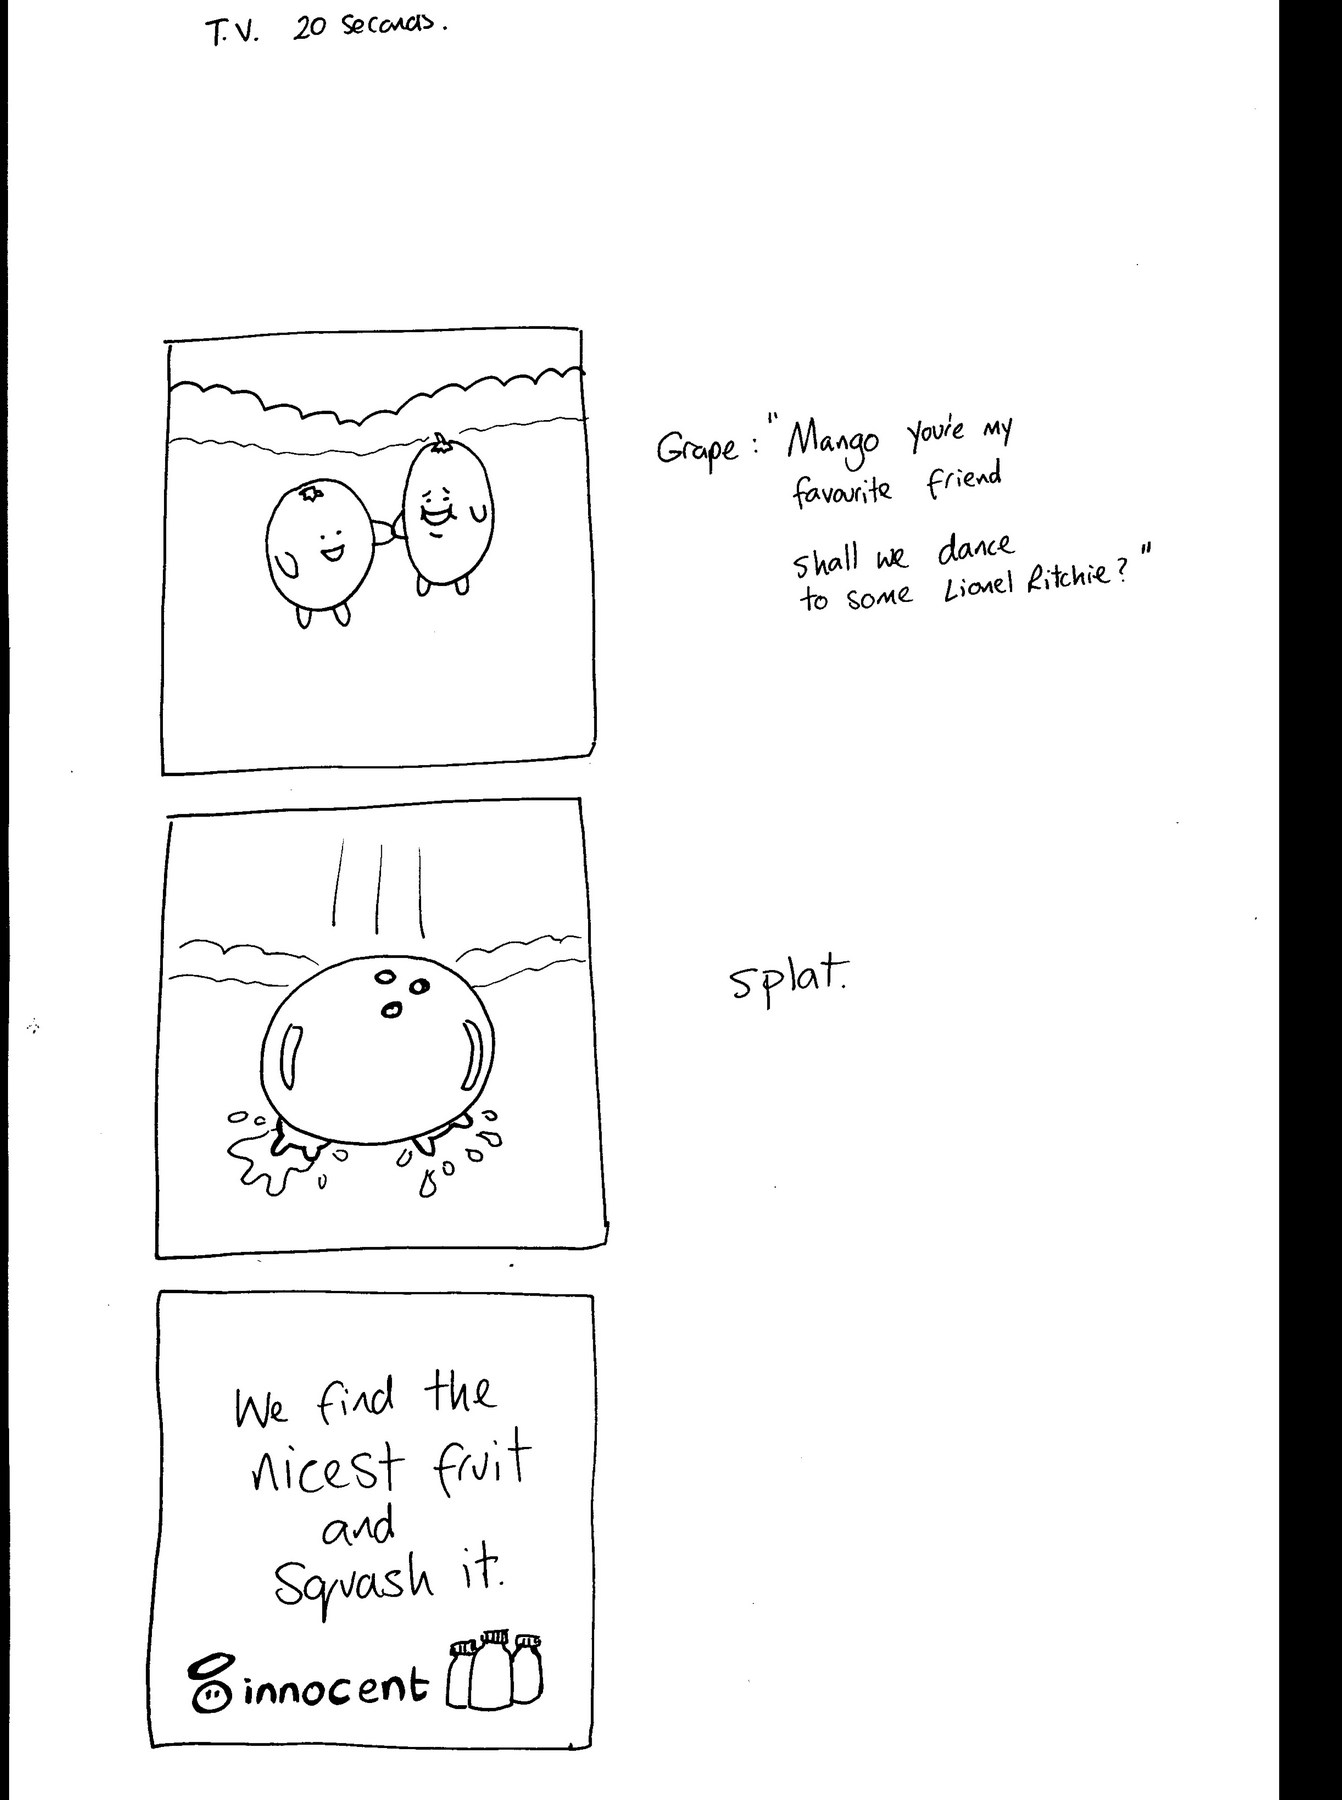 T.V. 20 seconds.
Grape: "Mango you're my
favourite friend
shall we dance
to some Lionel Ritchie?"
splat.
We find the
nicest fruit
and
Squash it.
innocent